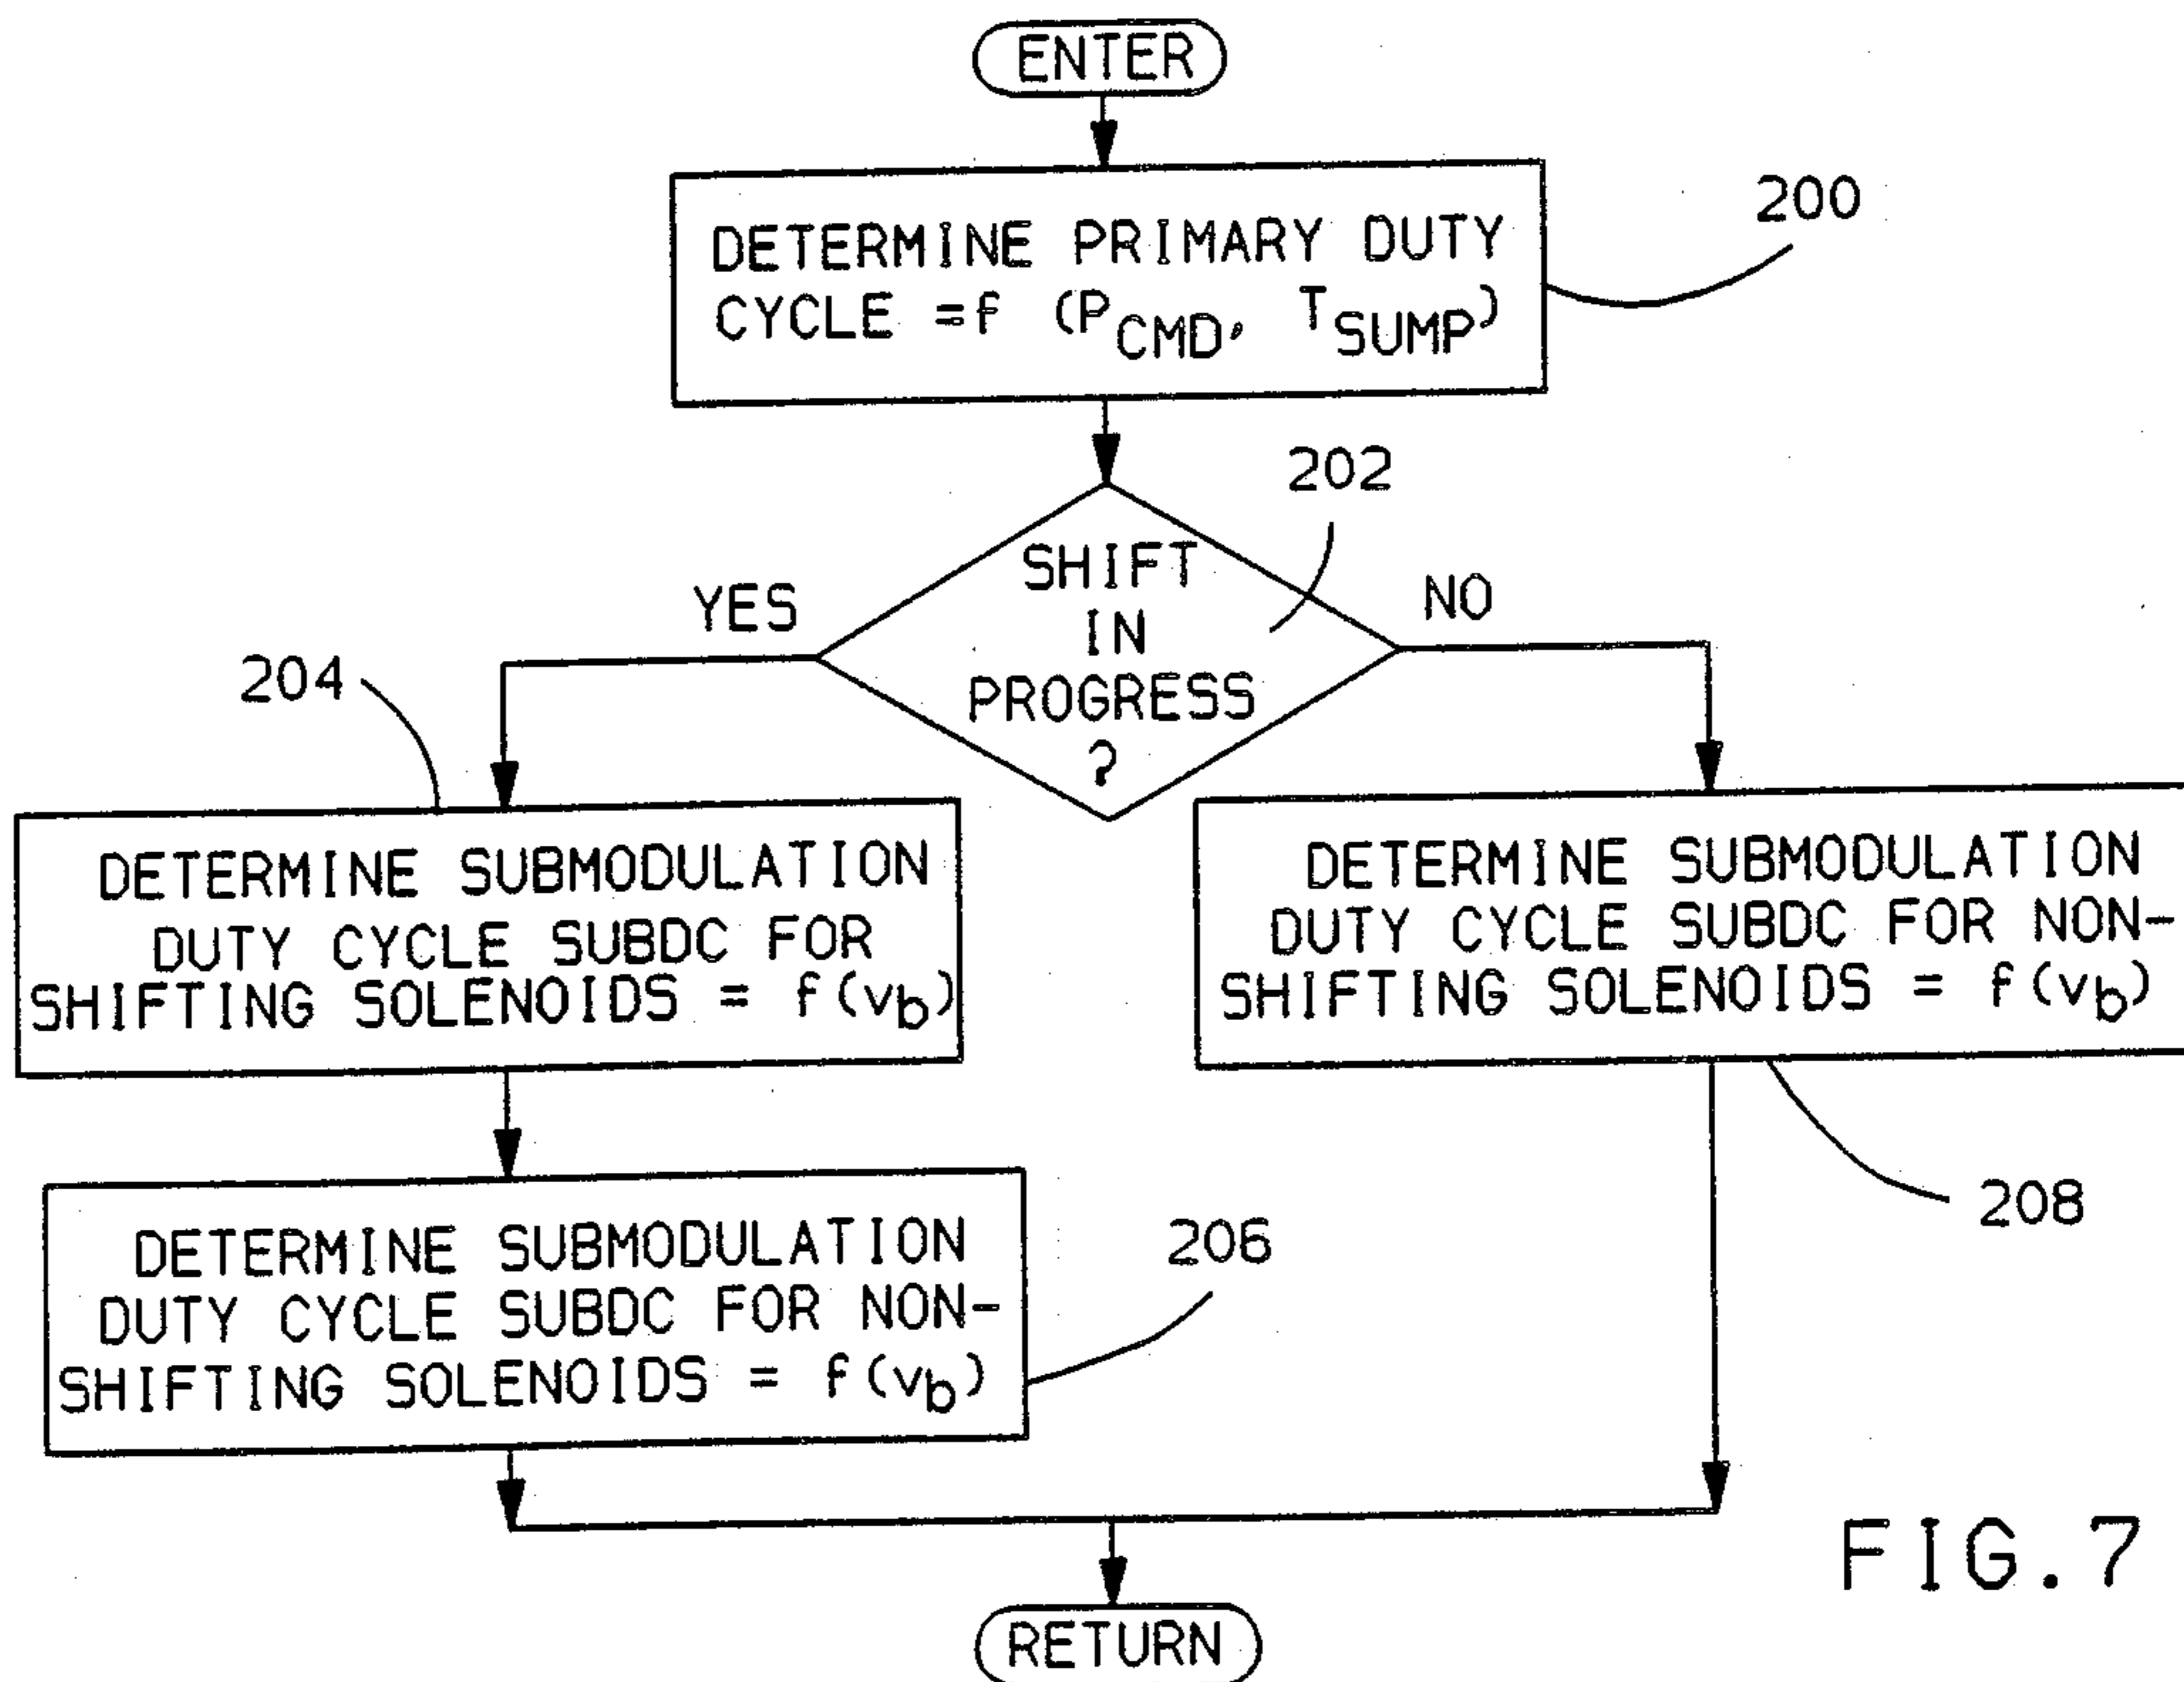 ENTER
DETERMINE PRIMARY DUTY
CYCLE =f (PCMD, TSUMP)
200
202
SHIFT
IN
PROGRESS
?
YES
NO
204
DETERMINE SUBMODULATION
DUTY CYCLE SUBDC FOR
SHIFTING SOLENOIDS = f(vb)
DETERMINE SUBMODULATION
DUTY CYCLE SUBDC FOR NON-
SHIFTING SOLENOIDS = f(vb)
208
DETERMINE SUBMODULATION
DUTY CYCLE SUBDC FOR NON-
SHIFTING SOLENOIDS = f(vb)
206
RETURN
FIG.7